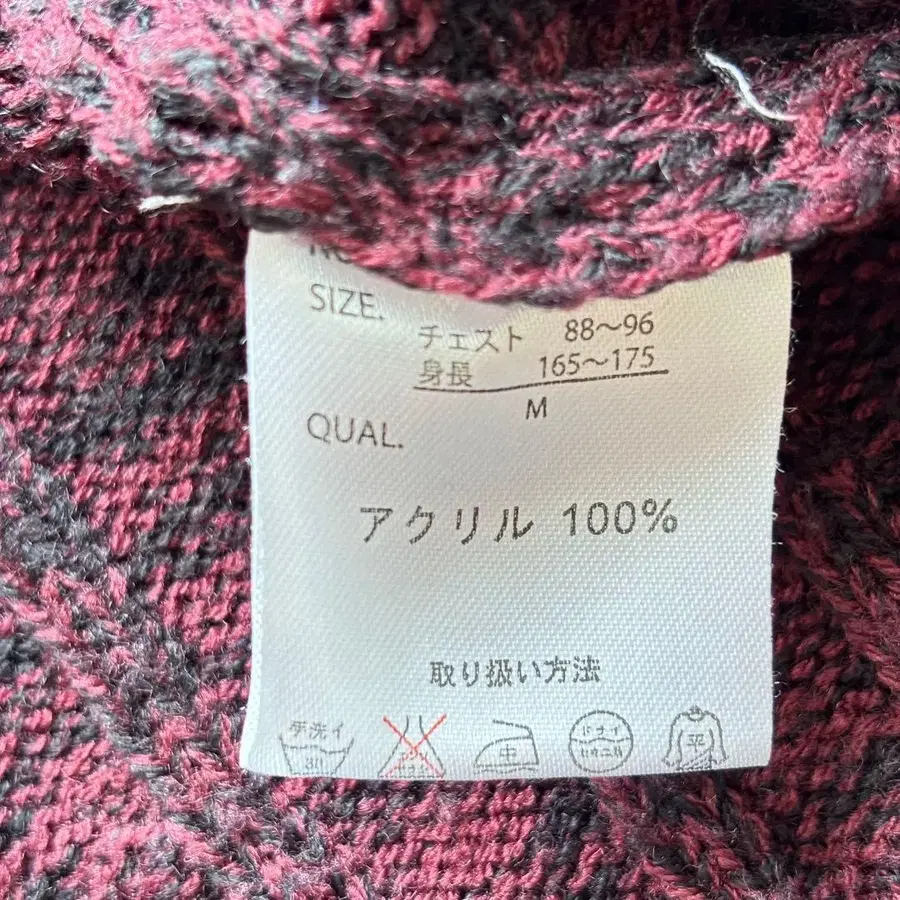 SIZE.
チェスト 88〜96
身長 165〜175
M
QUAL.
アクリル 100%
取り扱い方法
手洗イ
30
中
ドライ
平